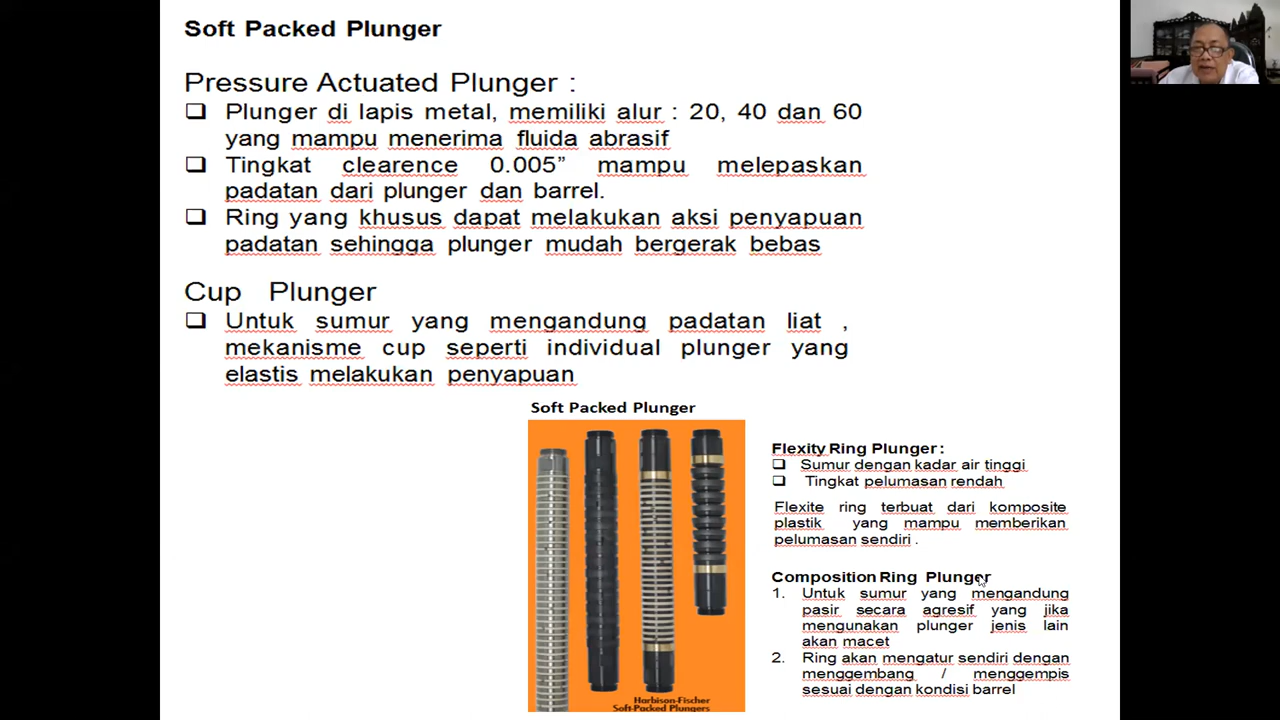 Soft Packed Plunger
Pressure Actuated Plunger :
❑ Plunger di lapis metal, memiliki alur : 20, 40 dan 60
yang mampu menerima fluida abrasif
❑ Tingkat clearence 0.005” mampu melepaskan
padatan dari plunger dan barrel.
❑ Ring yang khusus dapat melakukan aksi penyapuan
padatan sehingga plunger mudah bergerak bebas
Cup Plunger
❑ Untuk sumur yang mengandung padatan liat ,
mekanisme cup seperti individual plunger yang
elastis melakukan penyapuan
Soft Packed Plunger
Harbison-Fischer
Soft-Packed Plungers
Flexity Ring Plunger :
❑ Sumur dengan kadar air tinggi
❑ Tingkat pelumasan rendah
Flexite ring terbuat dari komposite
plastik yang mampu memberikan
pelumasan sendiri .
Composition Ring Plunger
1. Untuk sumur yang mengandung
pasir secara agresif yang jika
mengunakan plunger jenis lain
akan macet
2. Ring akan mengatur sendiri dengan
menggembang / menggempis
sesuai dengan kondisi barrel